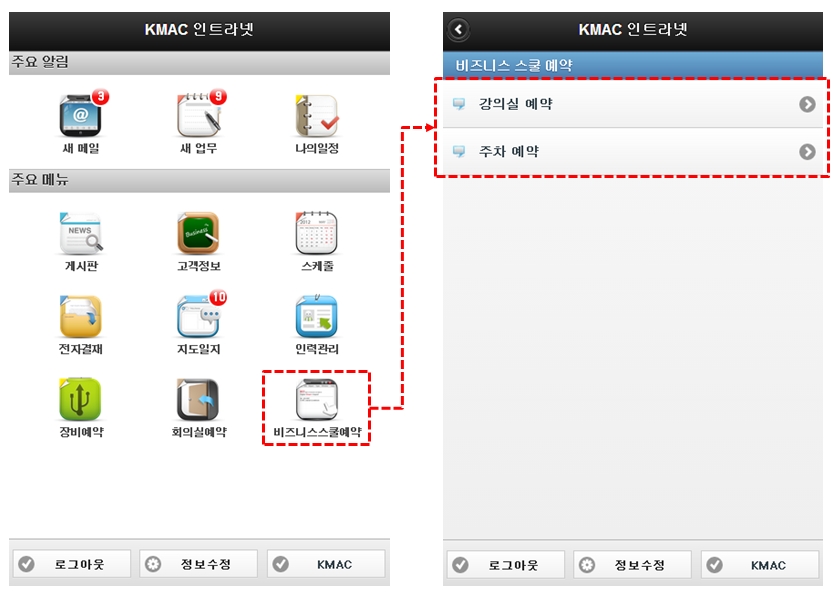 KMAC 인트라넷
주요 알림
3
9
새 메일
새 업무
나의일정
주요 메뉴
NEWS
Business
2012
게시판
고객정보
스케줄
10
전자결재
지도일지
인력관리
장비예약
회의실예약
비즈니스스쿨예약
로그아웃
정보수정
KMAC
KMAC 인트라넷
비즈니스 스쿨 예약
강의실 예약
주차 예약
로그아웃
정보수정
KMAC